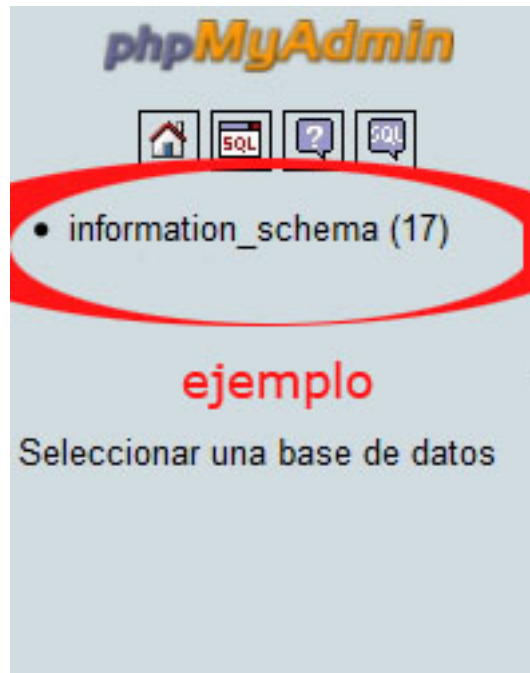 phpMyAdmin
SQL ? SQL
information_schema (17)
ejemplo
Seleccionar una base de datos